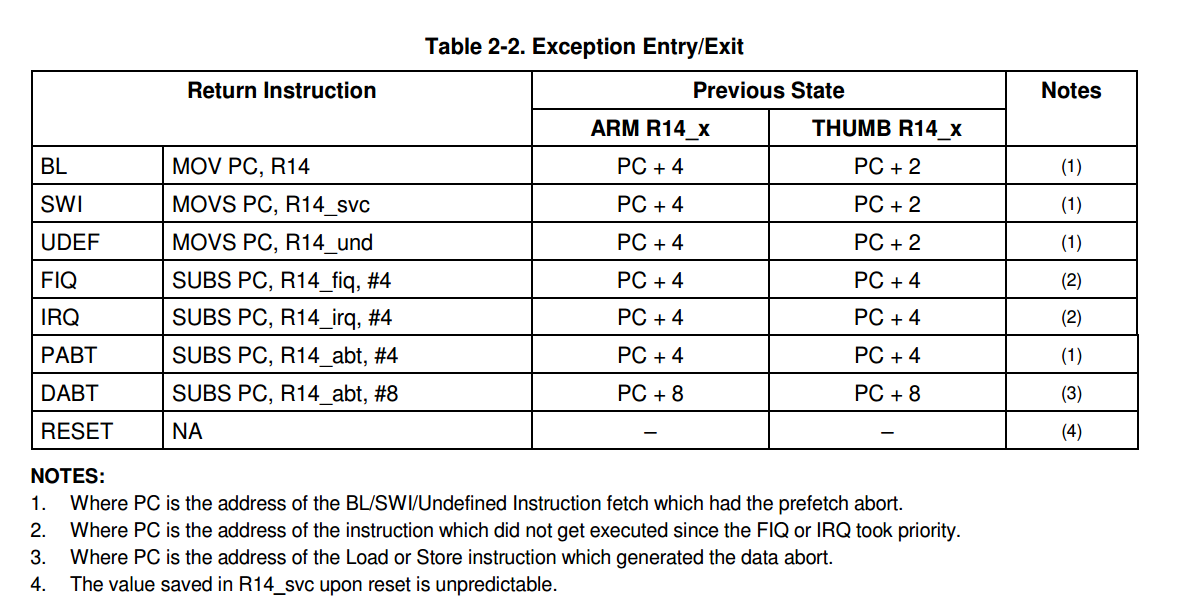 Table 2-2. Exception Entry/Exit
Return Instruction Previous State Notes
ARM R14_x THUMB R14_x
BL MOV PC, R14 PC + 4 PC + 2 (1)
SWI MOVS PC, R14_svc PC + 4 PC + 2 (1)
UDEF MOVS PC, R14_und PC + 4 PC + 2 (1)
FIQ SUBS PC, R14_fiq, #4 PC + 4 PC + 4 (2)
IRQ SUBS PC, R14_irq, #4 PC + 4 PC + 4 (2)
PABT SUBS PC, R14_abt, #4 PC + 4 PC + 4 (1)
DABT SUBS PC, R14_abt, #8 PC + 8 PC + 8 (3)
RESET NA – – (4)
NOTES:
1. Where PC is the address of the BL/SWI/Undefined Instruction fetch which had the prefetch abort.
2. Where PC is the address of the instruction which did not get executed since the FIQ or IRQ took priority.
3. Where PC is the address of the Load or Store instruction which generated the data abort.
4. The value saved in R14_svc upon reset is unpredictable.